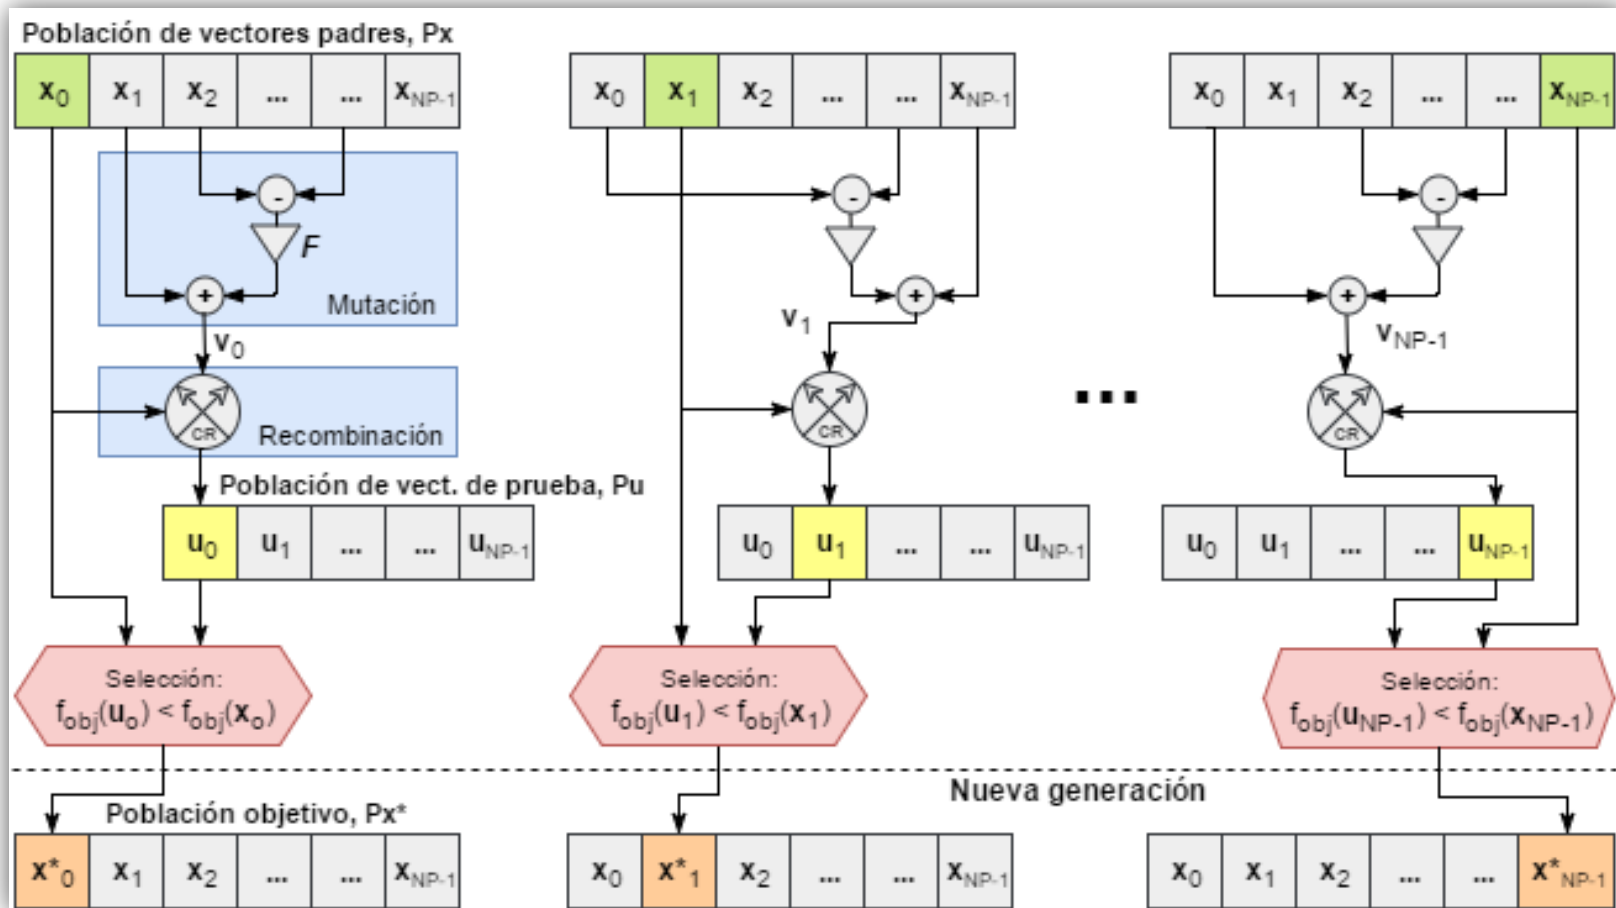 Población de vectores padres, Px
x0 x1 x2 ... ... xNP-1
x0 x1 x2 ... ... xNP-1
x0 x1 x2 ... ... xNP-1
- - -
F
+ + +
Mutación
v0 v1 vNP-1
CR CR CR
...
Recombinación
Población de vect. de prueba, Pu
u0 u1 ... ... uNP-1
u0 u1 ... ... uNP-1
u0 u1 ... ... uNP-1
Selección:
fobj(uo) < fobj(xo)
Selección:
fobj(u1) < fobj(x1)
Selección:
fobj(uNP-1) < fobj(xNP-1)
Nueva generación
Población objetivo, Px*
x*0 x1 x2 ... ... xNP-1
x0 x*1 x2 ... ... xNP-1
x0 x1 x2 ... ... x*NP-1